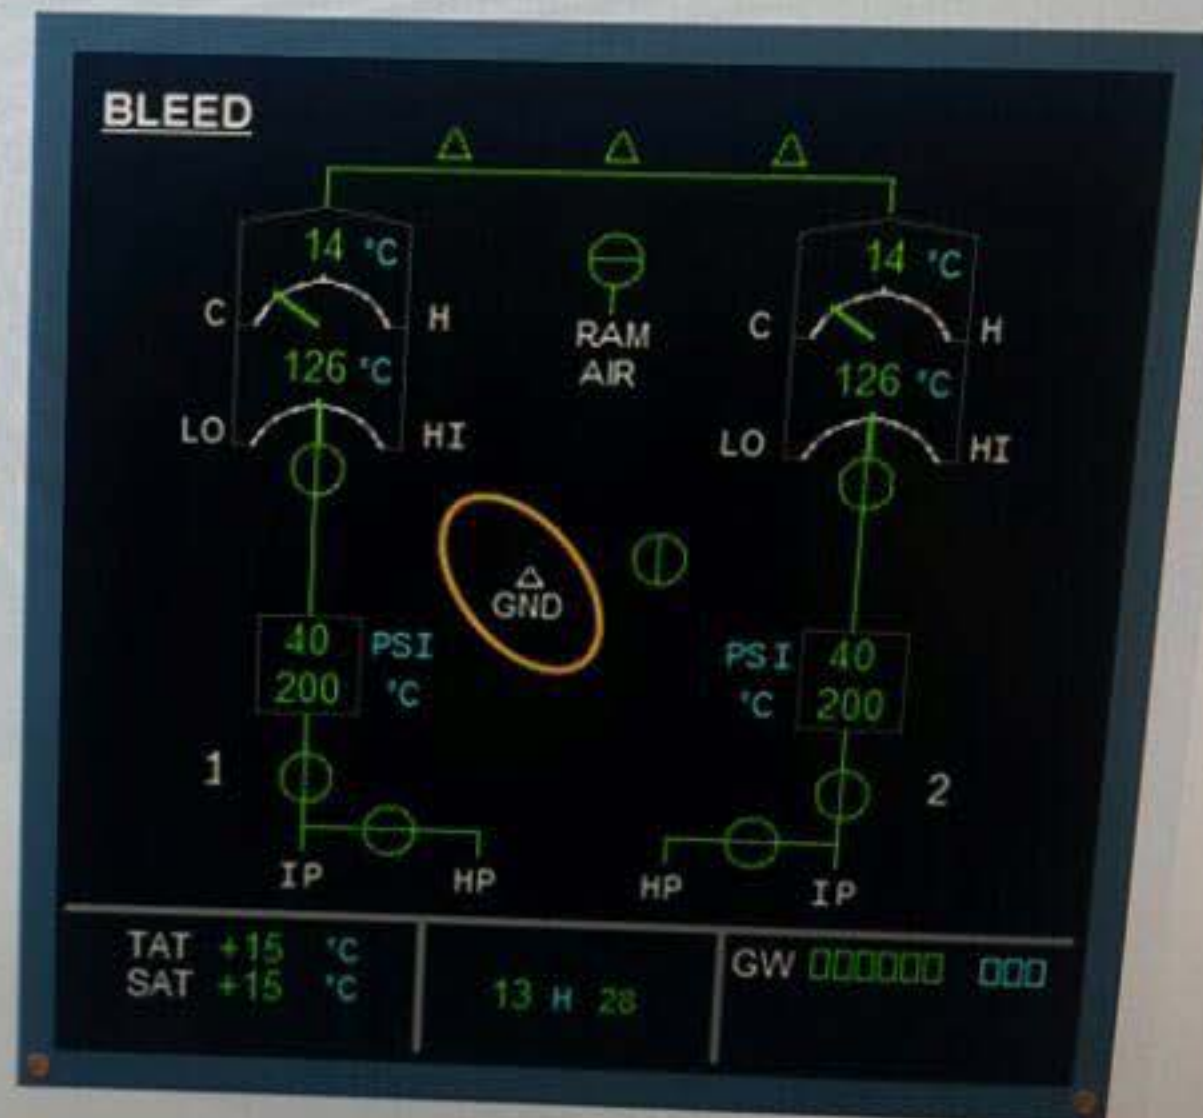 BLEED
14 °C 14 °C
C H RAM C H
126 °C AIR 126 °C
LO HI LO HI
GND
40 PSI PSI 40
200 °C °C 200
1 2
IP HP HP IP
TAT +15 °C
SAT +15 °C
13 H 28
GW